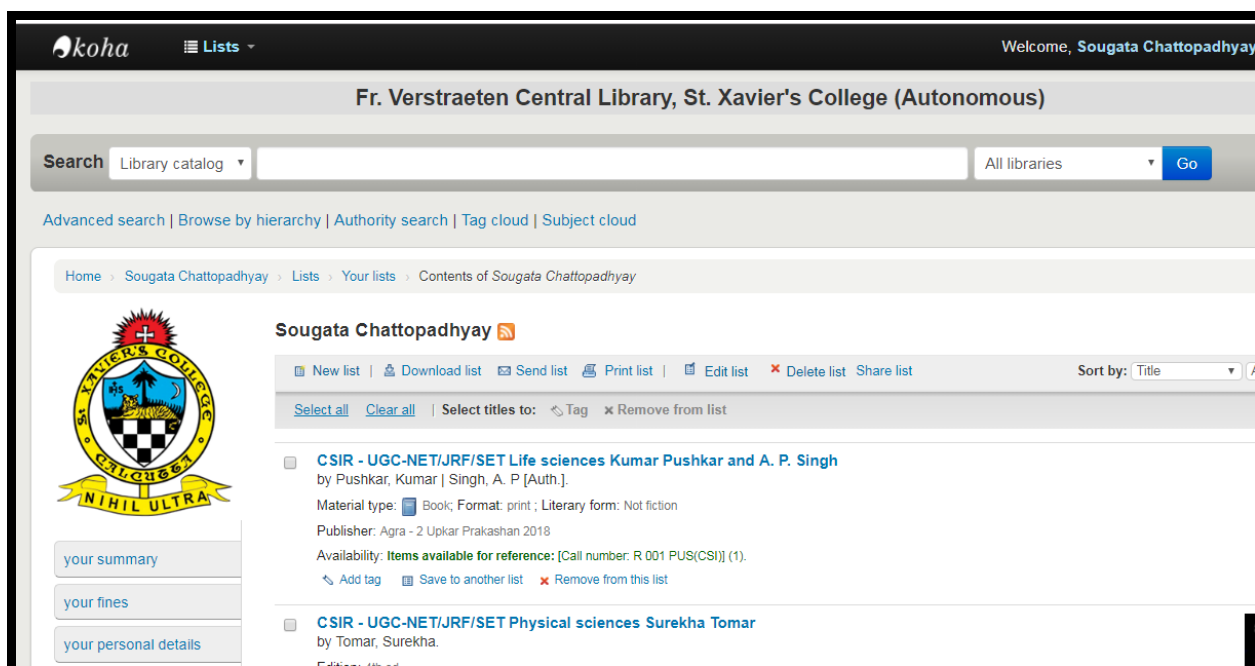 koha Lists Welcome, Sougata Chattopadhyay
Fr. Verstraeten Central Library, St. Xavier's College (Autonomous)
Search Library catalog All libraries Go
Advanced search | Browse by hierarchy | Authority search | Tag cloud | Subject cloud
Home › Sougata Chattopadhyay › Lists › Your lists › Contents of Sougata Chattopadhyay
Sougata Chattopadhyay
New list | Download list Send list Print list | Edit list Delete list Share list Sort by: Title
Select all Clear all | Select titles to: Tag Remove from list
ST. XAVIER'S COLLEGE
CALCUTTA
NIHIL ULTRA
CSIR - UGC-NET/JRF/SET Life sciences Kumar Pushkar and A. P. Singh
by Pushkar, Kumar | Singh, A. P [Auth.].
Material type: Book; Format: print ; Literary form: Not fiction
Publisher: Agra - 2 Upkar Prakashan 2018
Availability: Items available for reference: [Call number: R 001 PUS(CSI)] (1).
Add tag Save to another list Remove from this list
CSIR - UGC-NET/JRF/SET Physical sciences Surekha Tomar
by Tomar, Surekha.
your summary
your fines
your personal details